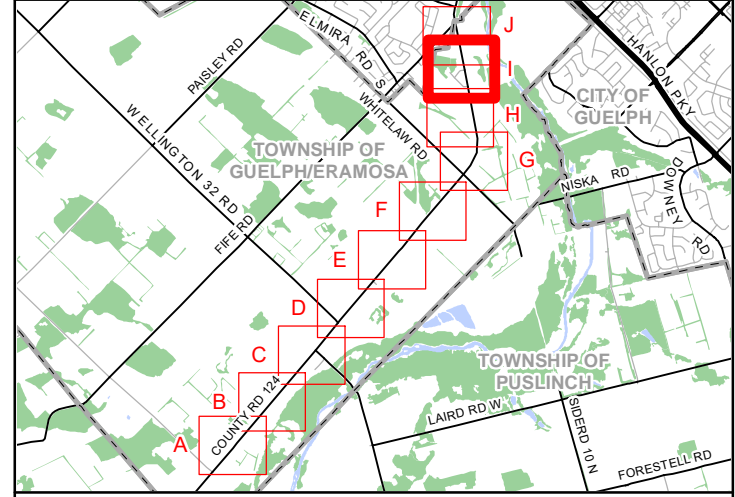 J
ELMIRA RD S
HANLON PKY
PAISLEY RD
I
CITY OF
GUELPH
WHITELAW RD
H
WELLINGTON 32 RD
TOWNSHIP OF
GUELPH/ERAMOSA
G
NISKA RD
DOWNEY RD
F
FIFE RD
E
D
C
TOWNSHIP OF
PUSLINCH
B
COUNTY RD 124
A
LAIRD RD W
SIDERD 10 N
FORESTELL RD